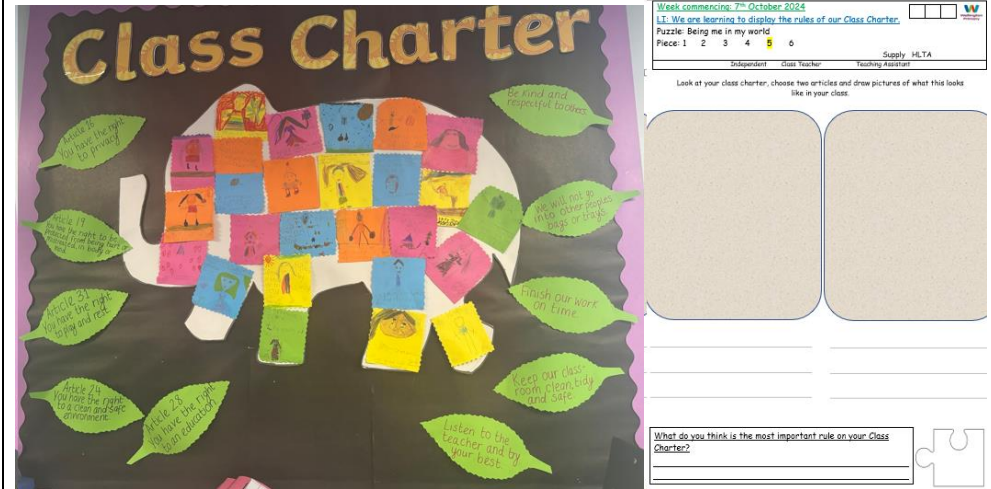 Class Charter
Article 16
You have the right
to privacy
Article 19
You have the right to be
protected from being hurt or
mistreated, in body or
mind
Article 31
You have the right
to play and rest
Article 24
You have the right
to a clean and safe
environment
Article 28
You have the right
to an education
Be kind and
respectful to others
We will not go
into other peoples
bags or trays
Finish our work
on time
Keep our class-
room clean, tidy
and safe
Listen to the
teacher and try
your best
Week commencing: 7th October 2024
LI: We are learning to display the rules of our Class Charter.
Puzzle: Being me in my world
Piece: 1 2 3 4 5 6
Supply HLTA
Independent Class Teacher Teaching Assistant
Look at your class charter, choose two articles and draw pictures of what this looks
like in your class.
What do you think is the most important rule on your Class
Charter?